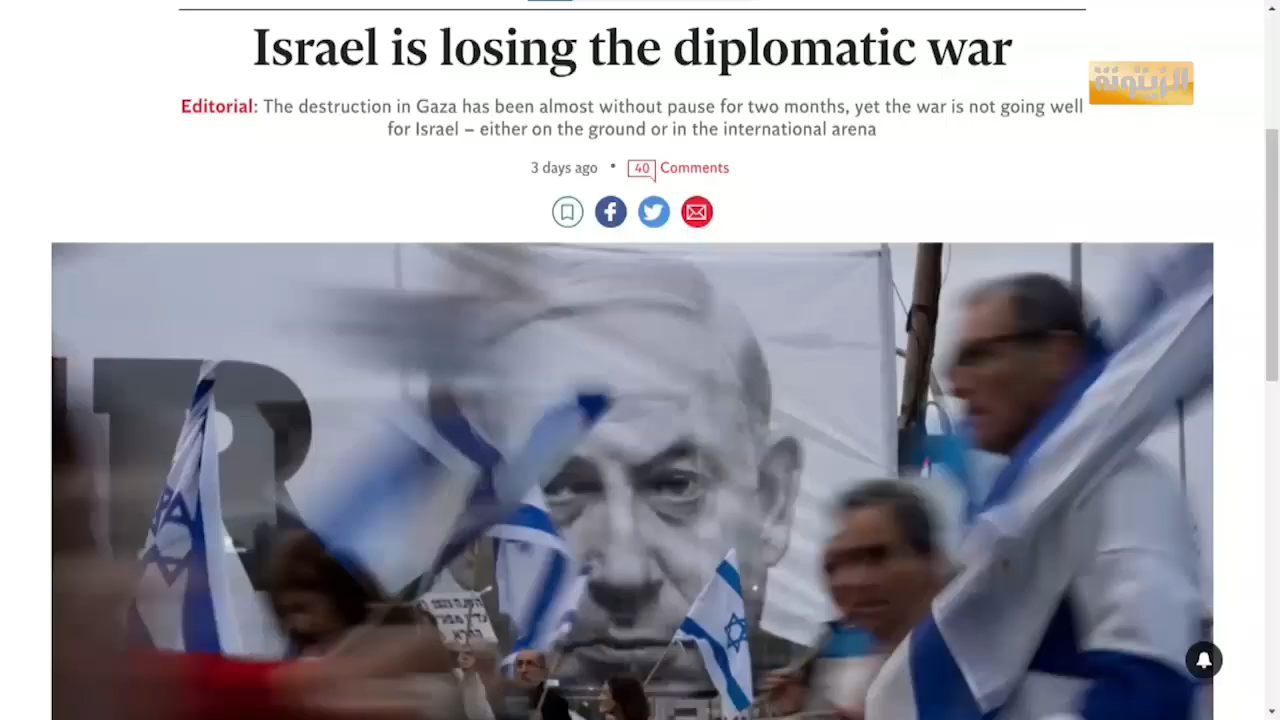 Israel is losing the diplomatic war
الزيتونة
Editorial: The destruction in Gaza has been almost without pause for two months, yet the war is not going well
for Israel – either on the ground or in the international arena
3 days ago • 40 Comments
R